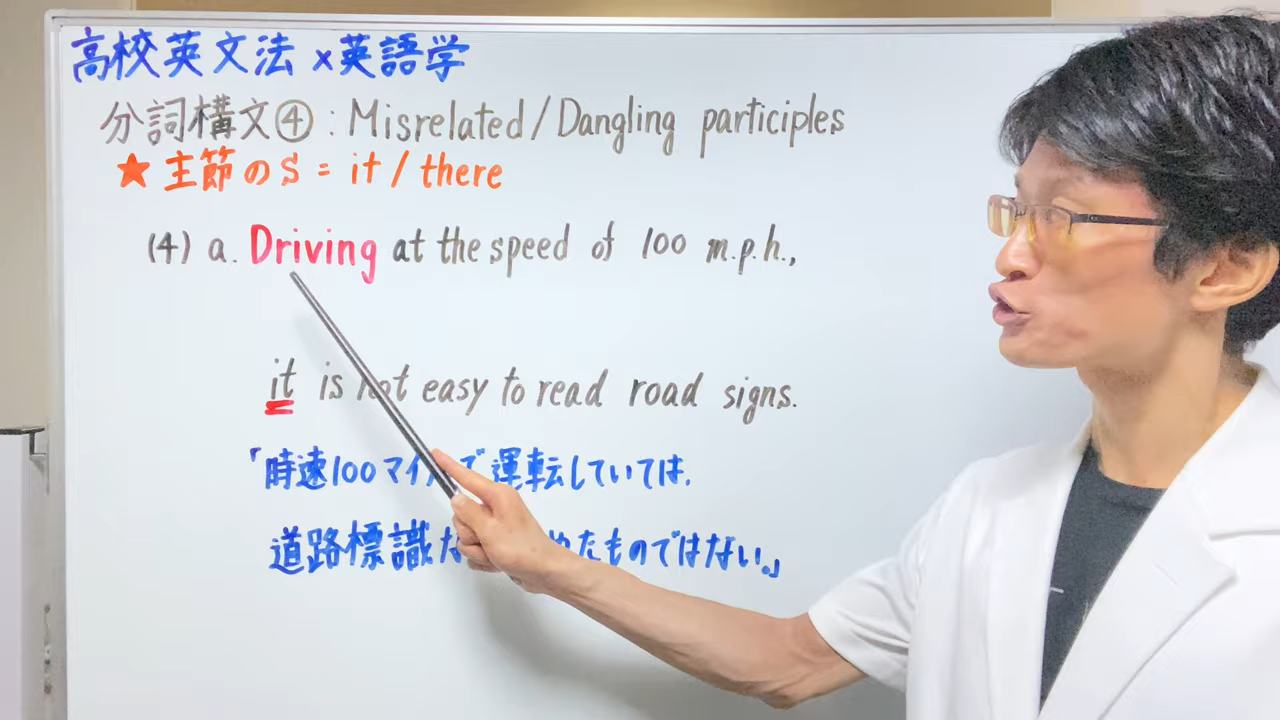 高校英文法×英語学
分詞構文④:Misrelated/Dangling participles
★主節のS = it / there
(4) a. Driving at the speed of 100 m.p.h.,
it is not easy to read road signs.
「時速100マイ で運転していては.
道路標識な めたものではない。」